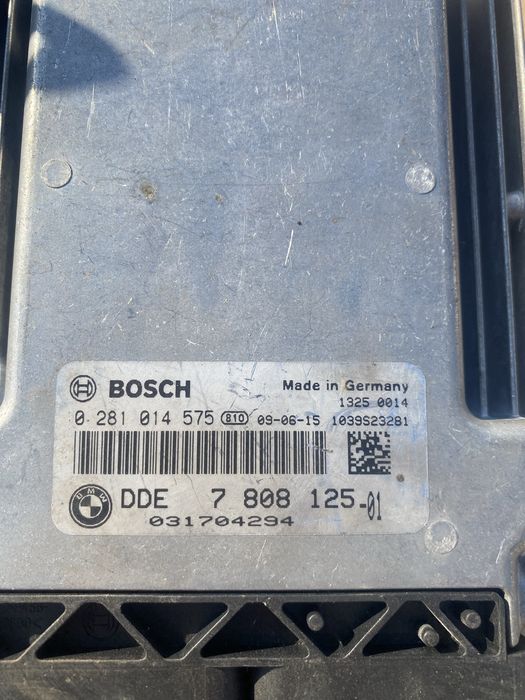 BOSCH Made in Germany
1325 0014
0 281 014 575 810 09-06-15 1039S23281
BMW DDE 7 808 125-01
031704294